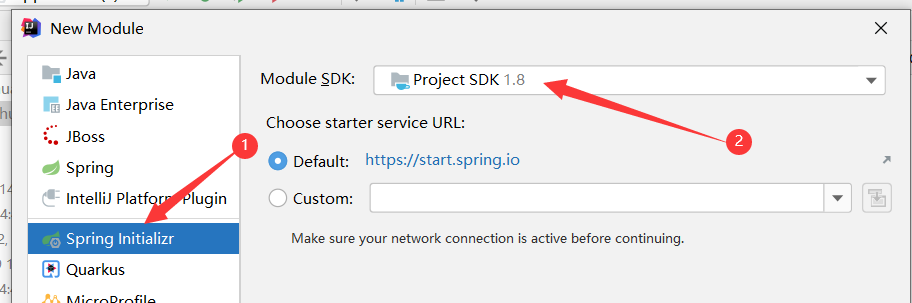 New Module
Java
Java Enterprise
JBoss
Spring
IntelliJ Platform Plugin
Spring Initializr
Quarkus
MicroProfile
1
Module SDK:
Project SDK 1.8
2
Choose starter service URL:
Default: https://start.spring.io
Custom:
Make sure your network connection is active before continuing.